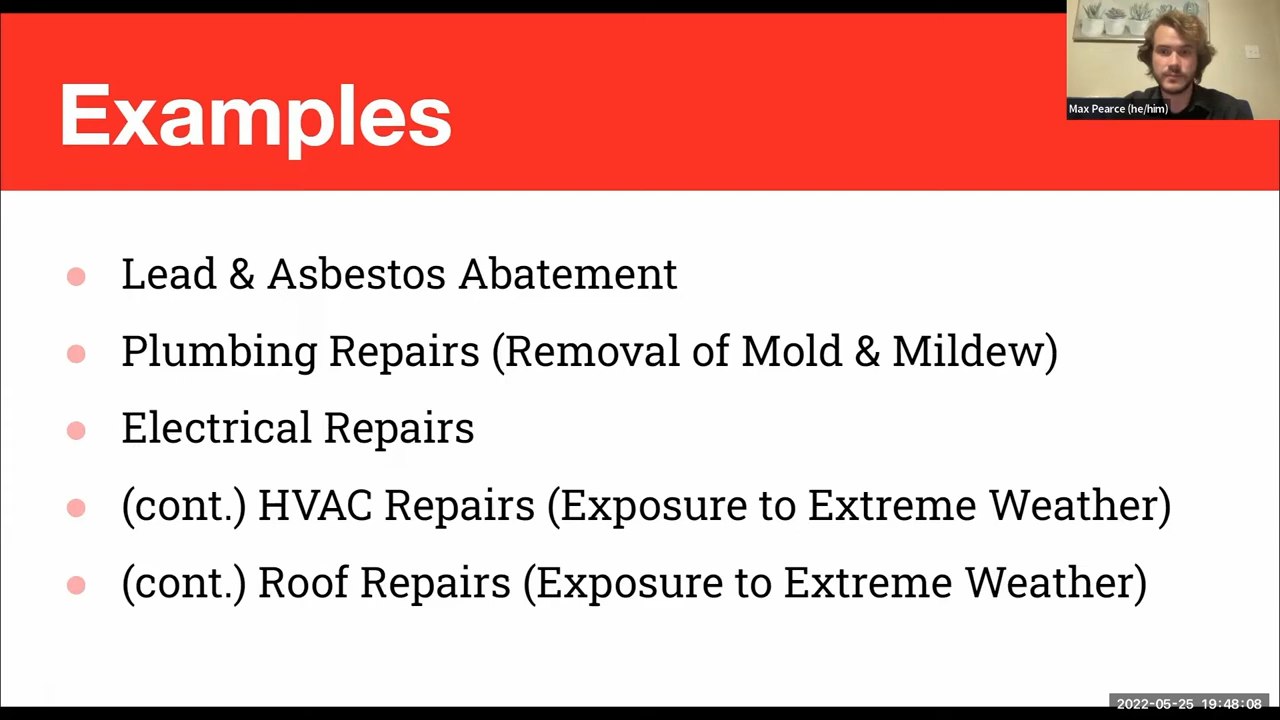 Examples
Max Pearce (he/him)
Lead & Asbestos Abatement
Plumbing Repairs (Removal of Mold & Mildew)
Electrical Repairs
(cont.) HVAC Repairs (Exposure to Extreme Weather)
(cont.) Roof Repairs (Exposure to Extreme Weather)
2022-05-25 19:48:08